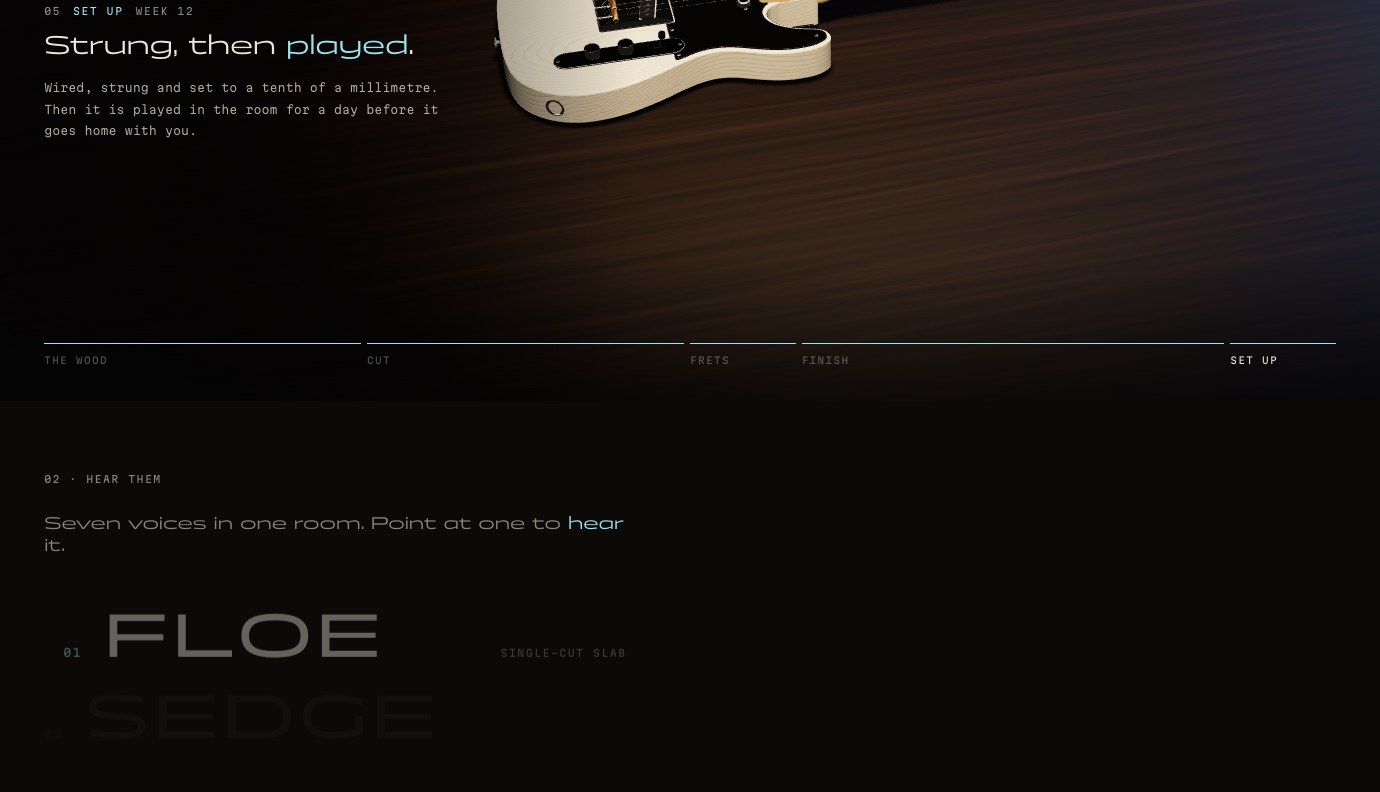 05 SET UP WEEK 12
Strung, then played.
Wired, strung and set to a tenth of a millimetre.
Then it is played in the room for a day before it
goes home with you.
THE WOOD
CUT
FRETS
FINISH
SET UP
02 · HEAR THEM
Seven voices in one room. Point at one to hear
it.
01 FLOE SINGLE-CUT SLAB
SEDGE